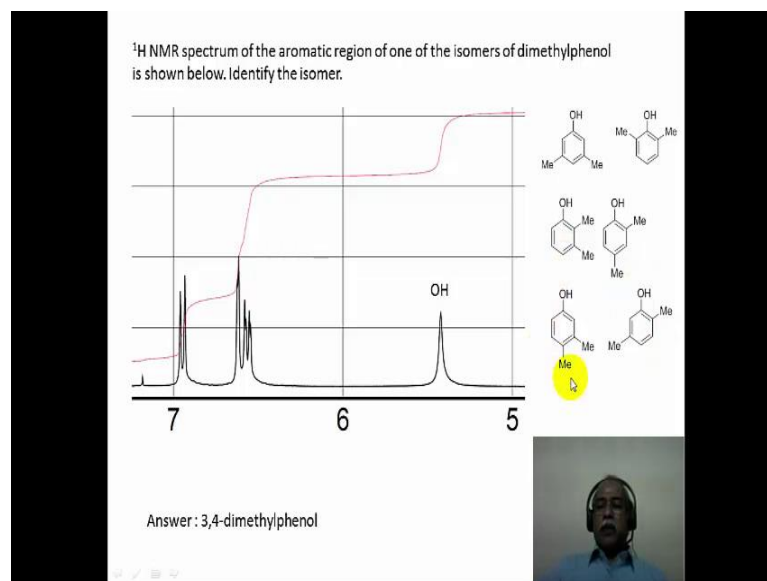 ¹H NMR spectrum of the aromatic region of one of the isomers of dimethylphenol
is shown below. Identify the isomer.
OH
OH
Me
Me
Me
Me
OH
OH
Me
Me
Me
Me
OH
OH
OH
Me
Me
Me
Me
7
6
5
Answer : 3,4-dimethylphenol